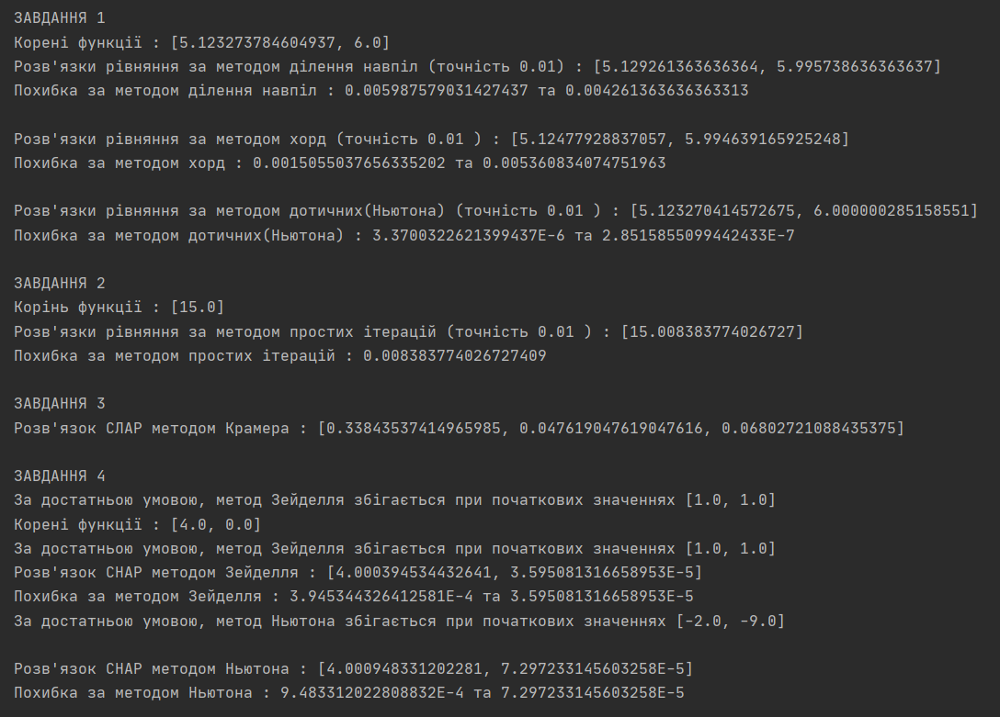 ЗАВДАННЯ 1
Корені функції : [5.123273784604937, 6.0]
Розв'язки рівняння за методом ділення навпіл (точність 0.01) : [5.129261363636364, 5.995738636363637]
Похибка за методом ділення навпіл : 0.005987579031427437 та 0.004261363636363313
Розв'язки рівняння за методом хорд (точність 0.01 ) : [5.12477928837057, 5.994639165925248]
Похибка за методом хорд : 0.0015055037656335202 та 0.005360834074751963
Розв'язки рівняння за методом дотичних(Ньютона) (точність 0.01 ) : [5.123270414572675, 6.000000285158551]
Похибка за методом дотичних(Ньютона) : 3.3700322621399437E-6 та 2.8515855099442433E-7
ЗАВДАННЯ 2
Корінь функції : [15.0]
Розв'язки рівняння за методом простих ітерацій (точність 0.01 ) : [15.008383774026727]
Похибка за методом простих ітерацій : 0.008383774026727409
ЗАВДАННЯ 3
Розв'язок СЛАР методом Крамера : [0.33843537414965985, 0.047619047619047616, 0.06802721088435375]
ЗАВДАННЯ 4
За достатньою умовою, метод Зейделля збігається при початкових значеннях [1.0, 1.0]
Корені функції : [4.0, 0.0]
За достатньою умовою, метод Зейделля збігається при початкових значеннях [1.0, 1.0]
Розв'язок СНАР методом Зейделля : [4.000394534432641, 3.595081316658953E-5]
Похибка за методом Зейделля : 3.945344326412581E-4 та 3.595081316658953E-5
За достатньою умовою, метод Ньютона збігається при початкових значеннях [-2.0, -9.0]
Розв'язок СНАР методом Ньютона : [4.000948331202281, 7.297233145603258E-5]
Похибка за методом Ньютона : 9.483312022808832E-4 та 7.297233145603258E-5